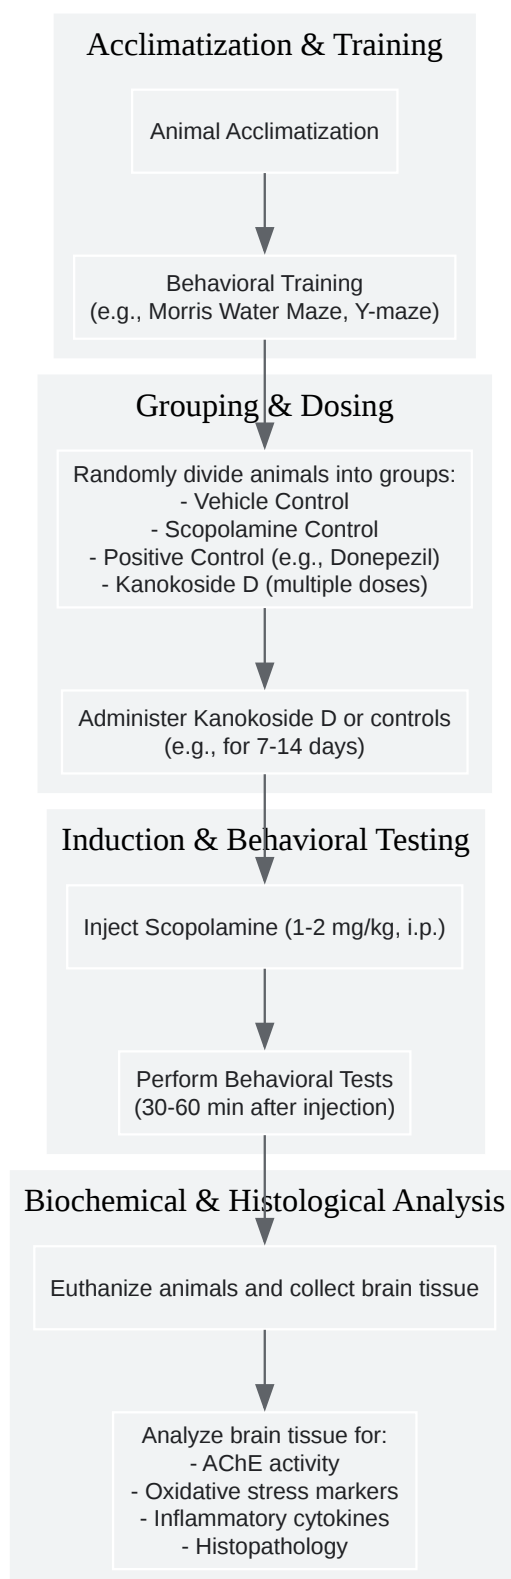 Acclimatization & Training
Animal Acclimatization
Behavioral Training
(e.g., Morris Water Maze, Y-maze)
Grouping & Dosing
Randomly divide animals into groups:
- Vehicle Control
- Scopolamine Control
- Positive Control (e.g., Donepezil)
- Kanokoside D (multiple doses)
Administer Kanokoside D or controls
(e.g., for 7-14 days)
Induction & Behavioral Testing
Inject Scopolamine (1-2 mg/kg, i.p.)
Perform Behavioral Tests
(30-60 min after injection)
Biochemical & Histological Analysis
Euthanize animals and collect brain tissue
Analyze brain tissue for:
- AChE activity
- Oxidative stress markers
- Inflammatory cytokines
- Histopathology